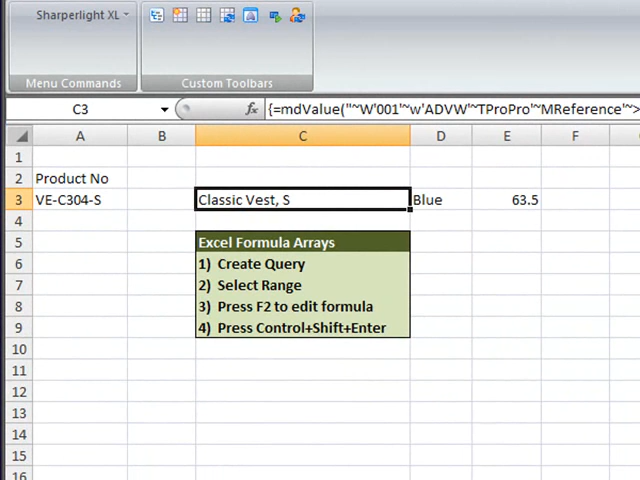 Sharperlight XL
Menu Commands
Custom Toolbars
C3
fx
{=mdValue("~W'001'~w'ADVW'~TProPro'~MReference'~>
A B C D E F
1
2 Product No
3 VE-C304-S Classic Vest, S Blue 63.5
4
5 Excel Formula Arrays
6 1) Create Query
7 2) Select Range
8 3) Press F2 to edit formula
9 4) Press Control+Shift+Enter
10
11
12
13
14
15
16